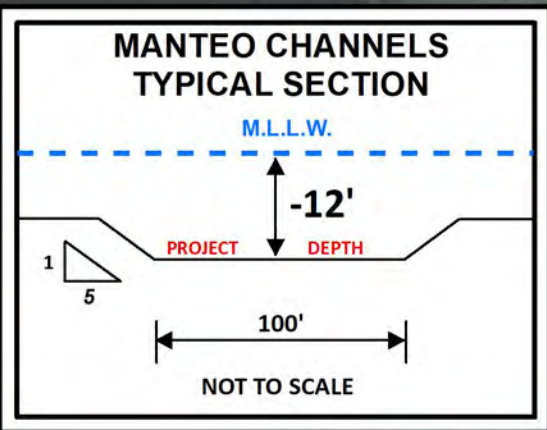 MANTEO CHANNELS
TYPICAL SECTION
M.L.L.W.
-12'
PROJECT DEPTH
1
5
100'
NOT TO SCALE